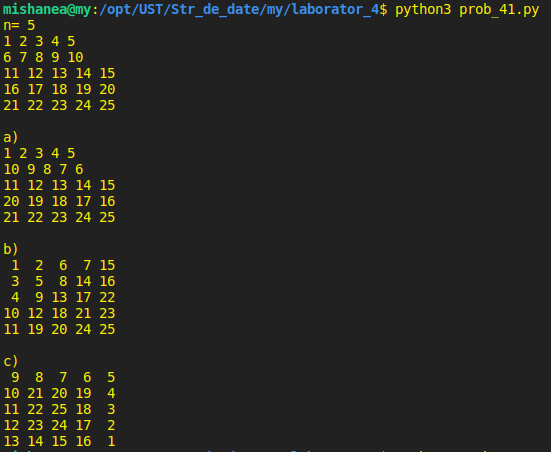 mishanea@my:/opt/UST/Str_de_date/my/laborator_4$ python3 prob_41.py
n= 5
1 2 3 4 5
6 7 8 9 10
11 12 13 14 15
16 17 18 19 20
21 22 23 24 25
a)
1 2 3 4 5
10 9 8 7 6
11 12 13 14 15
20 19 18 17 16
21 22 23 24 25
b)
1 2 6 7 15
3 5 8 14 16
4 9 13 17 22
10 12 18 21 23
11 19 20 24 25
c)
9 8 7 6 5
10 21 20 19 4
11 22 25 18 3
12 23 24 17 2
13 14 15 16 1